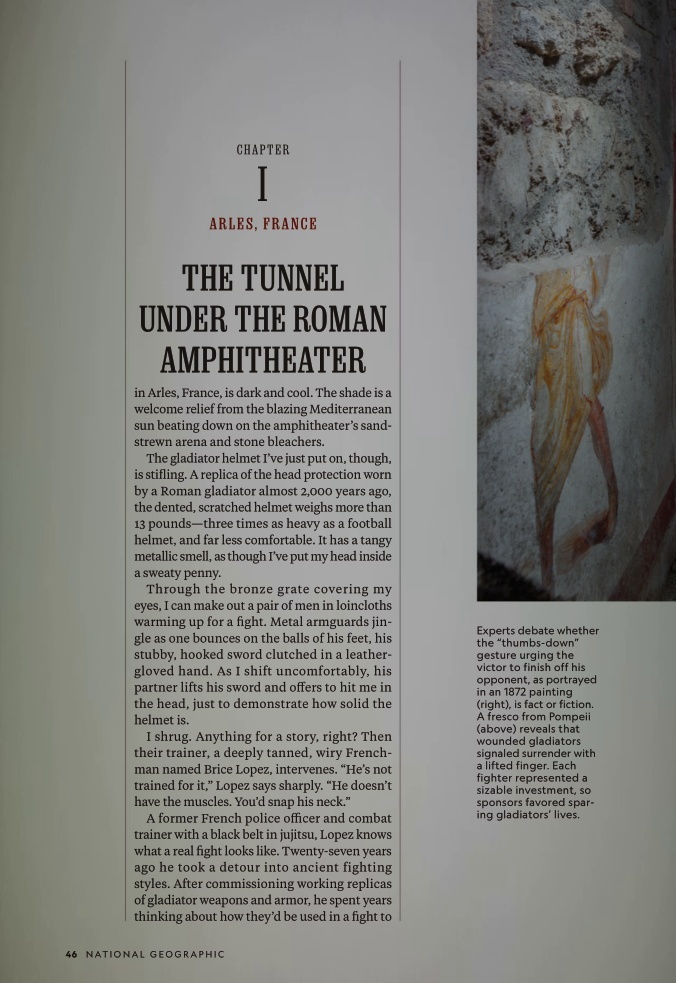 CHAPTER
I
ARLES, FRANCE
THE TUNNEL
UNDER THE ROMAN
AMPHITHEATER
in Arles, France, is dark and cool. The shade is a
welcome relief from the blazing Mediterranean
sun beating down on the amphitheater's sand-
strewn arena and stone bleachers.
The gladiator helmet I've just put on, though,
is stifling. A replica of the head protection worn
by a Roman gladiator almost 2,000 years ago,
the dented, scratched helmet weighs more than
13 pounds—three times as heavy as a football
helmet, and far less comfortable. It has a tangy
metallic smell, as though I've put my head inside
a sweaty penny.
Through the bronze grate covering my
eyes, I can make out a pair of men in loincloths
warming up for a fight. Metal armguards jin-
gle as one bounces on the balls of his feet, his
stubby, hooked sword clutched in a leather-
gloved hand. As I shift uncomfortably, his
partner lifts his sword and offers to hit me in
the head, just to demonstrate how solid the
helmet is.
I shrug. Anything for a story, right? Then
their trainer, a deeply tanned, wiry French-
man named Brice Lopez, intervenes. “He's not
trained for it,” Lopez says sharply. “He doesn't
have the muscles. You'd snap his neck.”
A former French police officer and combat
trainer with a black belt in jujitsu, Lopez knows
what a real fight looks like. Twenty-seven years
ago he took a detour into ancient fighting
styles. After commissioning working replicas
of gladiator weapons and armor, he spent years
thinking about how they'd be used in a fight to
Experts debate whether
the “thumbs-down”
gesture urging the
victor to finish off his
opponent, as portrayed
in an 1872 painting
(right), is fact or fiction.
A fresco from Pompeii
(above) reveals that
wounded gladiators
signaled surrender with
a lifted finger. Each
fighter represented a
sizable investment, so
sponsors favored spar-
ing gladiators' lives.
46 NATIONAL GEOGRAPHIC